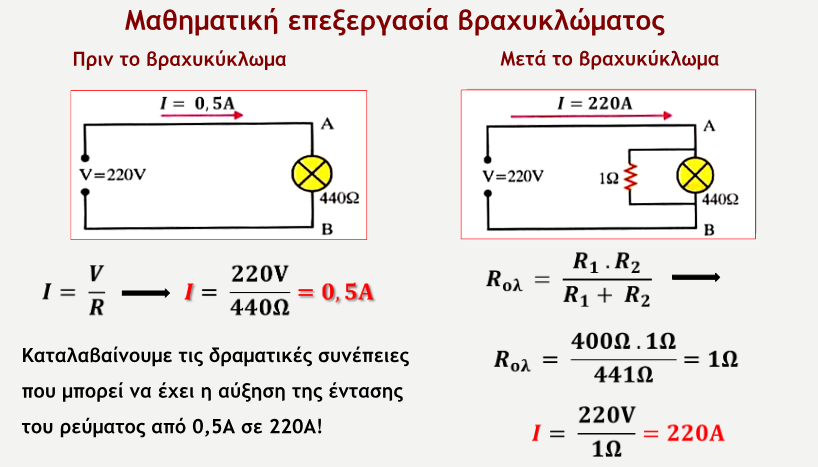 Μαθηματική επεξεργασία βραχυκλώματος
Πριν το βραχυκύκλωμα
I = 0,5A
A
V=220V
440Ω
B
I = V/R ⟶ I = 220V/440Ω = 0,5A
Καταλαβαίνουμε τις δραματικές συνέπειες
που μπορεί να έχει η αύξηση της έντασης
του ρεύματος από 0,5Α σε 220Α!
Μετά το βραχυκύκλωμα
I = 220A
A
V=220V
1Ω
440Ω
B
Rολ = R1 . R2 / R1 + R2 ⟶
Rολ = 400Ω . 1Ω / 441Ω = 1Ω
I = 220V/1Ω = 220A